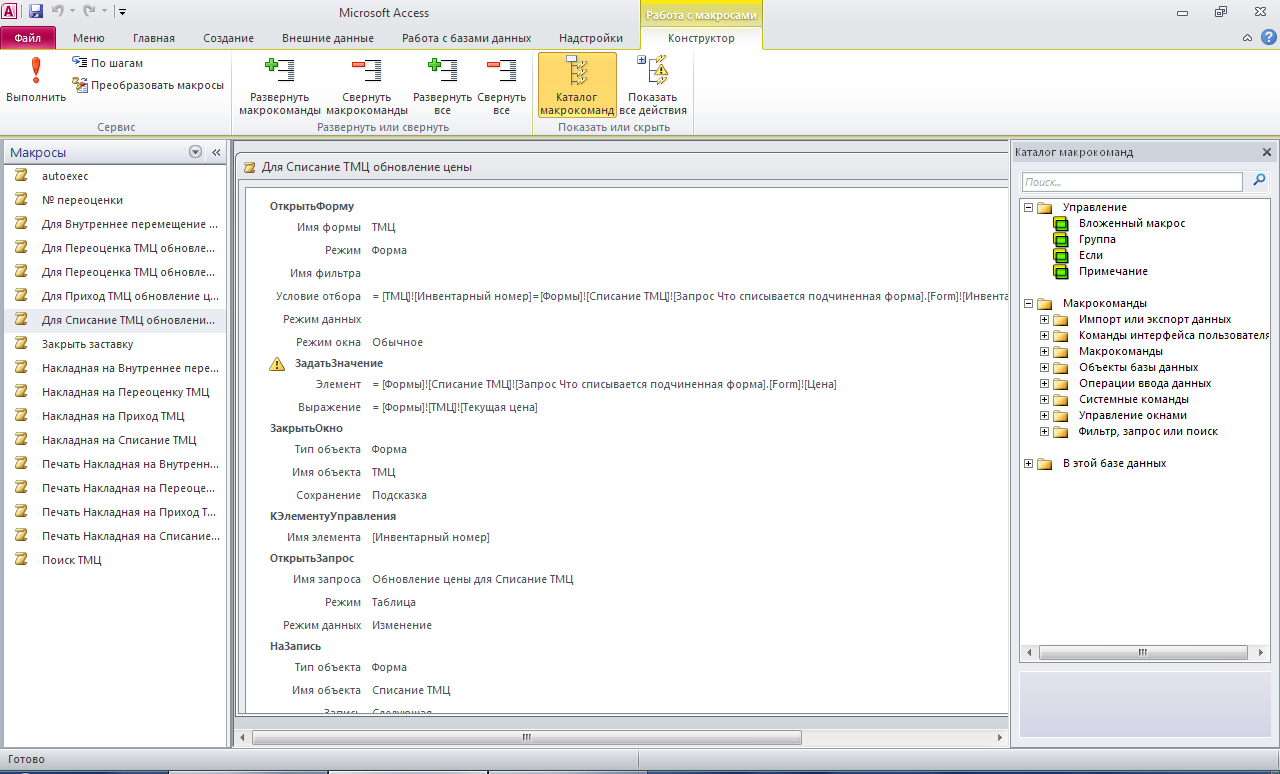 Microsoft Access
Работа с макросами
Файл
Меню
Главная
Создание
Внешние данные
Работа с базами данных
Надстройки
Конструктор
Выполнить
По шагам
Преобразовать макросы
Сервис
Развернуть макрокоманды
Свернуть макрокоманды
Развернуть все
Свернуть все
Развернуть или свернуть
Каталог макрокоманд
Показать все действия
Показать или скрыть
Макросы
autoexec
№ переоценки
Для Внутреннее перемещение ...
Для Переоценка ТМЦ обновле...
Для Переоценка ТМЦ обновле...
Для Приход ТМЦ обновление ц...
Для Списание ТМЦ обновлени...
Закрыть заставку
Накладная на Внутреннее пере...
Накладная на Переоценку ТМЦ
Накладная на Приход ТМЦ
Накладная на Списание ТМЦ
Печать Накладная на Внутренн...
Печать Накладная на Переоце...
Печать Накладная на Приход Т...
Печать Накладная на Списание...
Поиск ТМЦ
Для Списание ТМЦ обновление цены
ОткрытьФорму
Имя формы ТМЦ
Режим Форма
Имя фильтра
Условие отбора = [ТМЦ]![Инвентарный номер]=[Формы]![Списание ТМЦ]![Запрос Что списывается подчиненная форма].[Form]![Инвента
Режим данных
Режим окна Обычное
ЗадатьЗначение
Элемент = [Формы]![Списание ТМЦ]![Запрос Что списывается подчиненная форма].[Form]![Цена]
Выражение = [Формы]![ТМЦ]![Текущая цена]
ЗакрытьОкно
Тип объекта Форма
Имя объекта ТМЦ
Сохранение Подсказка
КЭлементуУправления
Имя элемента [Инвентарный номер]
ОткрытьЗапрос
Имя запроса Обновление цены для Списание ТМЦ
Режим Таблица
Режим данных Изменение
НаЗапись
Тип объекта Форма
Имя объекта Списание ТМЦ
Запись Следующая
Каталог макрокоманд
Поиск...
Управление
Вложенный макрос
Группа
Если
Примечание
Макрокоманды
Импорт или экспорт данных
Команды интерфейса пользователя
Макрокоманды
Объекты базы данных
Операции ввода данных
Системные команды
Управление окнами
Фильтр, запрос или поиск
В этой базе данных
Готово